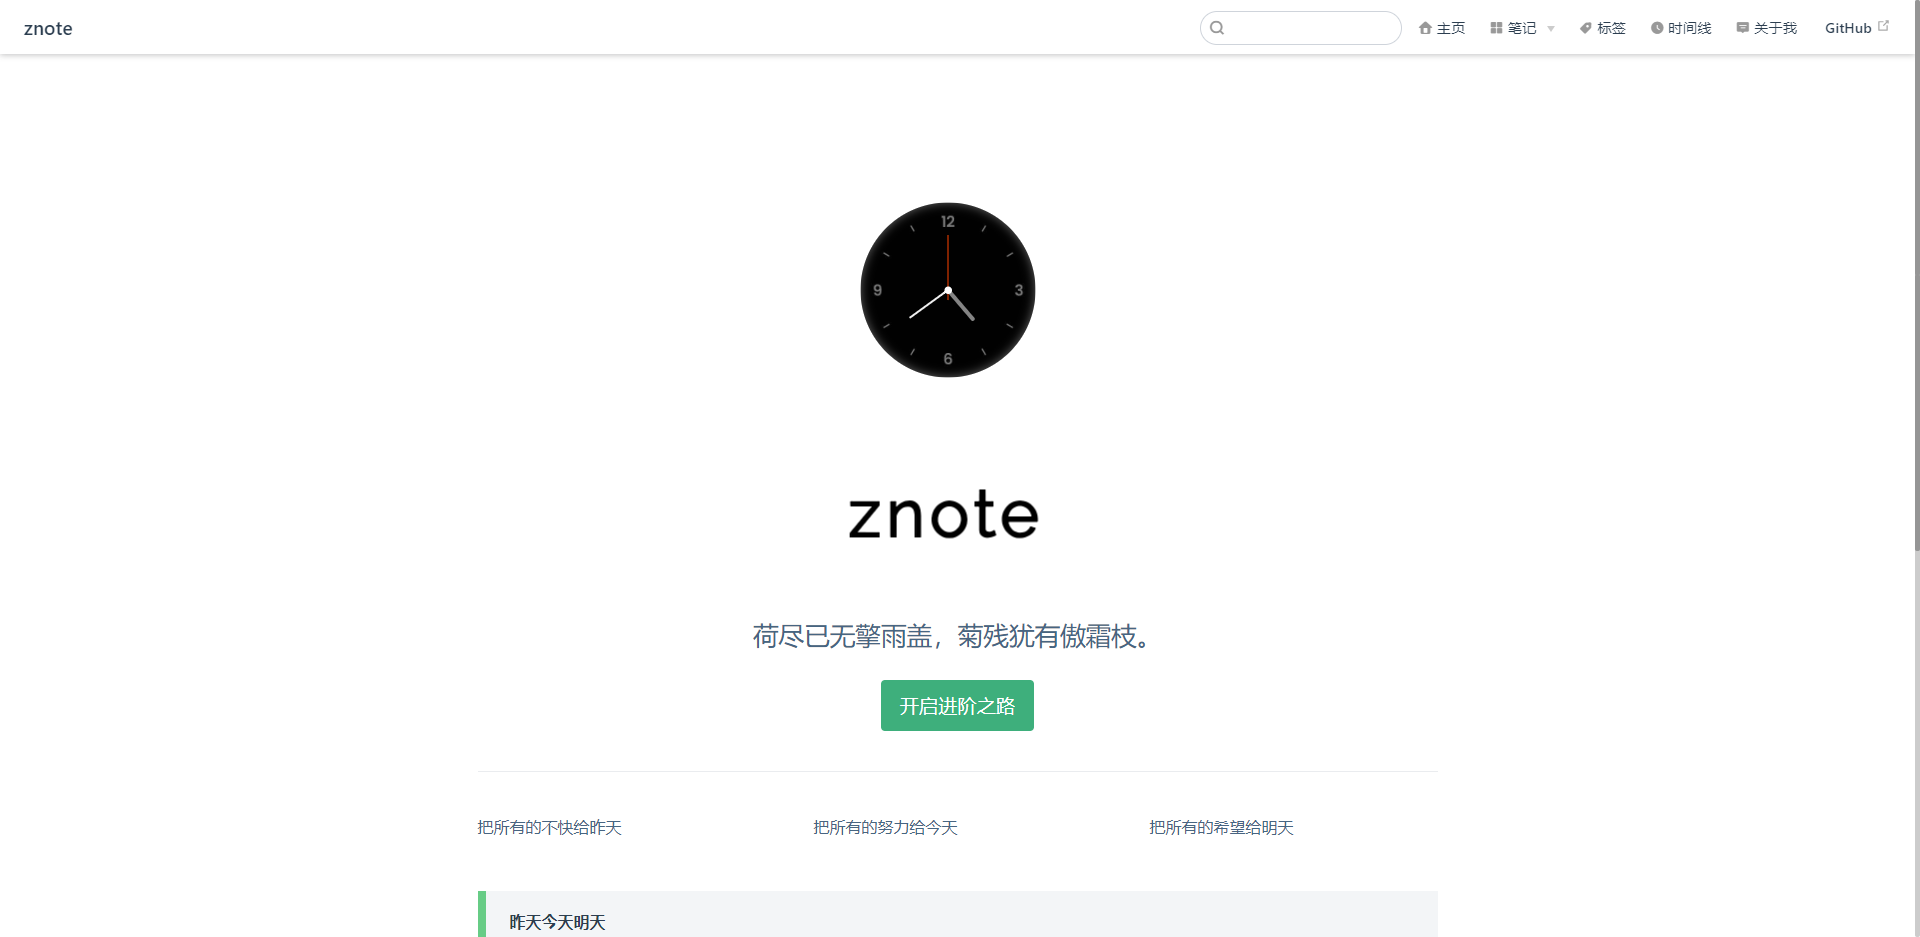 znote
主页 笔记 标签 时间线 关于我 GitHub
12
9 3
6
znote
荷尽已无擎雨盖，菊残犹有傲霜枝。
开启进阶之路
把所有的不快给昨天 把所有的努力给今天 把所有的希望给明天
昨天今天明天